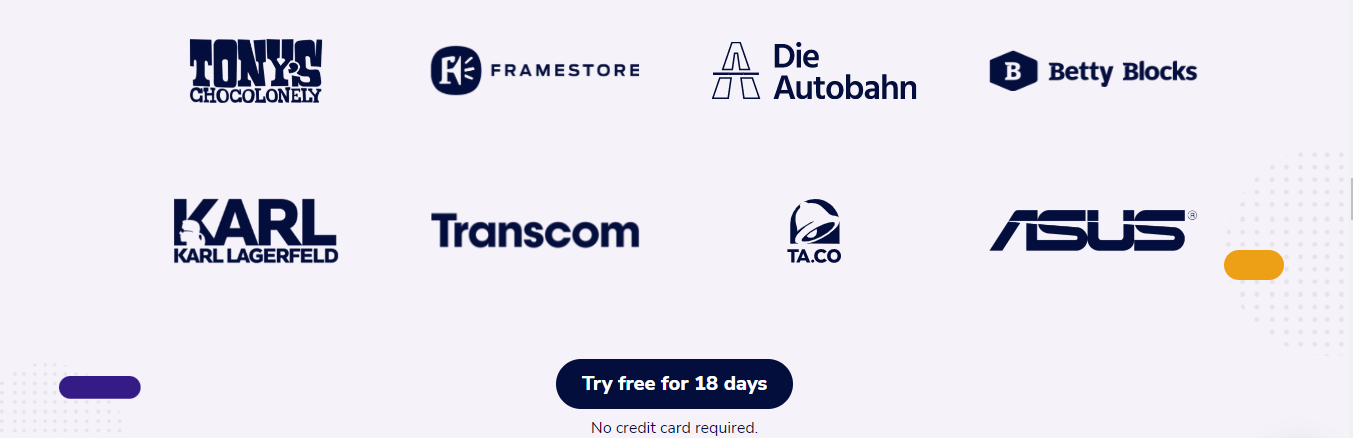 TONY'S
CHOCOLONELY
FRAMESTORE
Die
Autobahn
B Betty Blocks
KARL
KARL LAGERFELD
Transcom
TA.CO
ASUS®
Try free for 18 days
No credit card required.